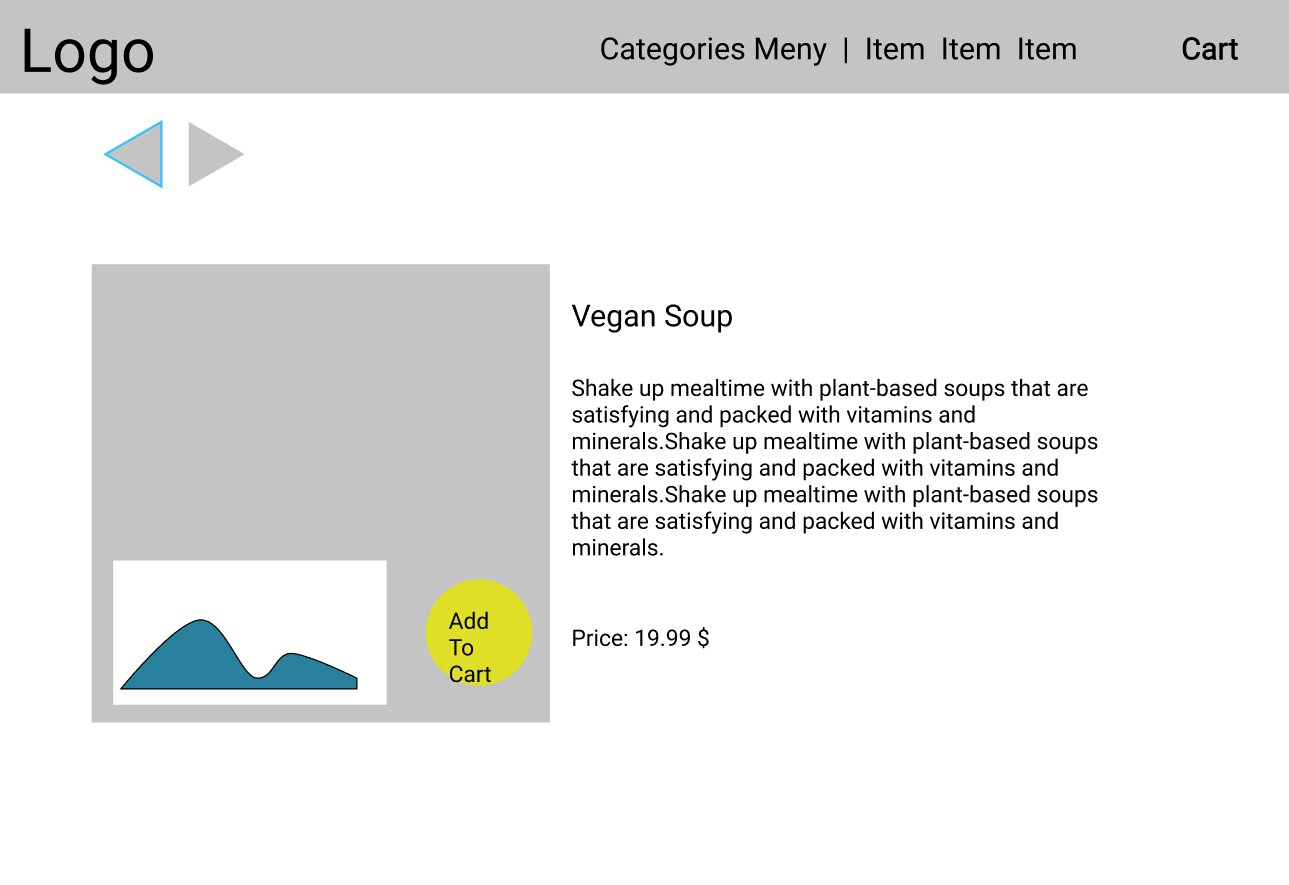 Logo
Categories Meny | Item Item Item
Cart
Vegan Soup
Shake up mealtime with plant-based soups that are
satisfying and packed with vitamins and
minerals.Shake up mealtime with plant-based soups
that are satisfying and packed with vitamins and
minerals.Shake up mealtime with plant-based soups
that are satisfying and packed with vitamins and
minerals.
Add
To
Cart
Price: 19.99 $